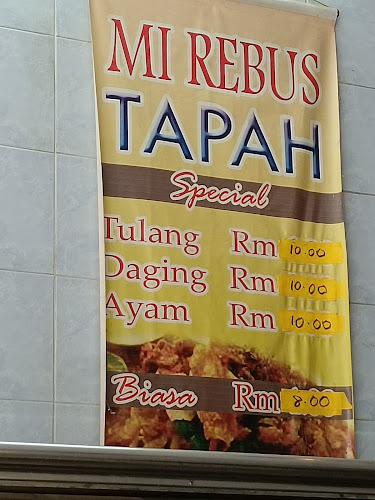 MI REBUS
TAPAH
Special
Tulang Rm 10.00
Daging Rm 10.00
Ayam Rm 10.00
Biasa Rm 8.00